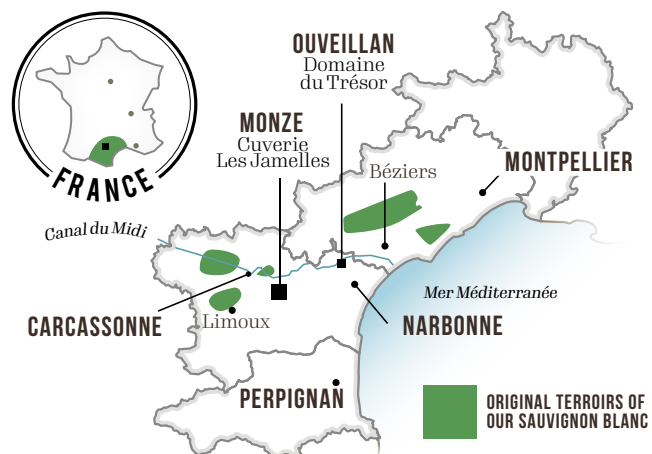 FRANCE
OUVEILLAN
Domaine
du Trésor
MONZE
Cuverie
Les Jamelles
Béziers
MONTPELLIER
Canal du Midi
Mer Méditerranée
CARCASSONNE
Limoux
NARBONNE
PERPIGNAN
ORIGINAL TERROIRS OF
OUR SAUVIGNON BLANC